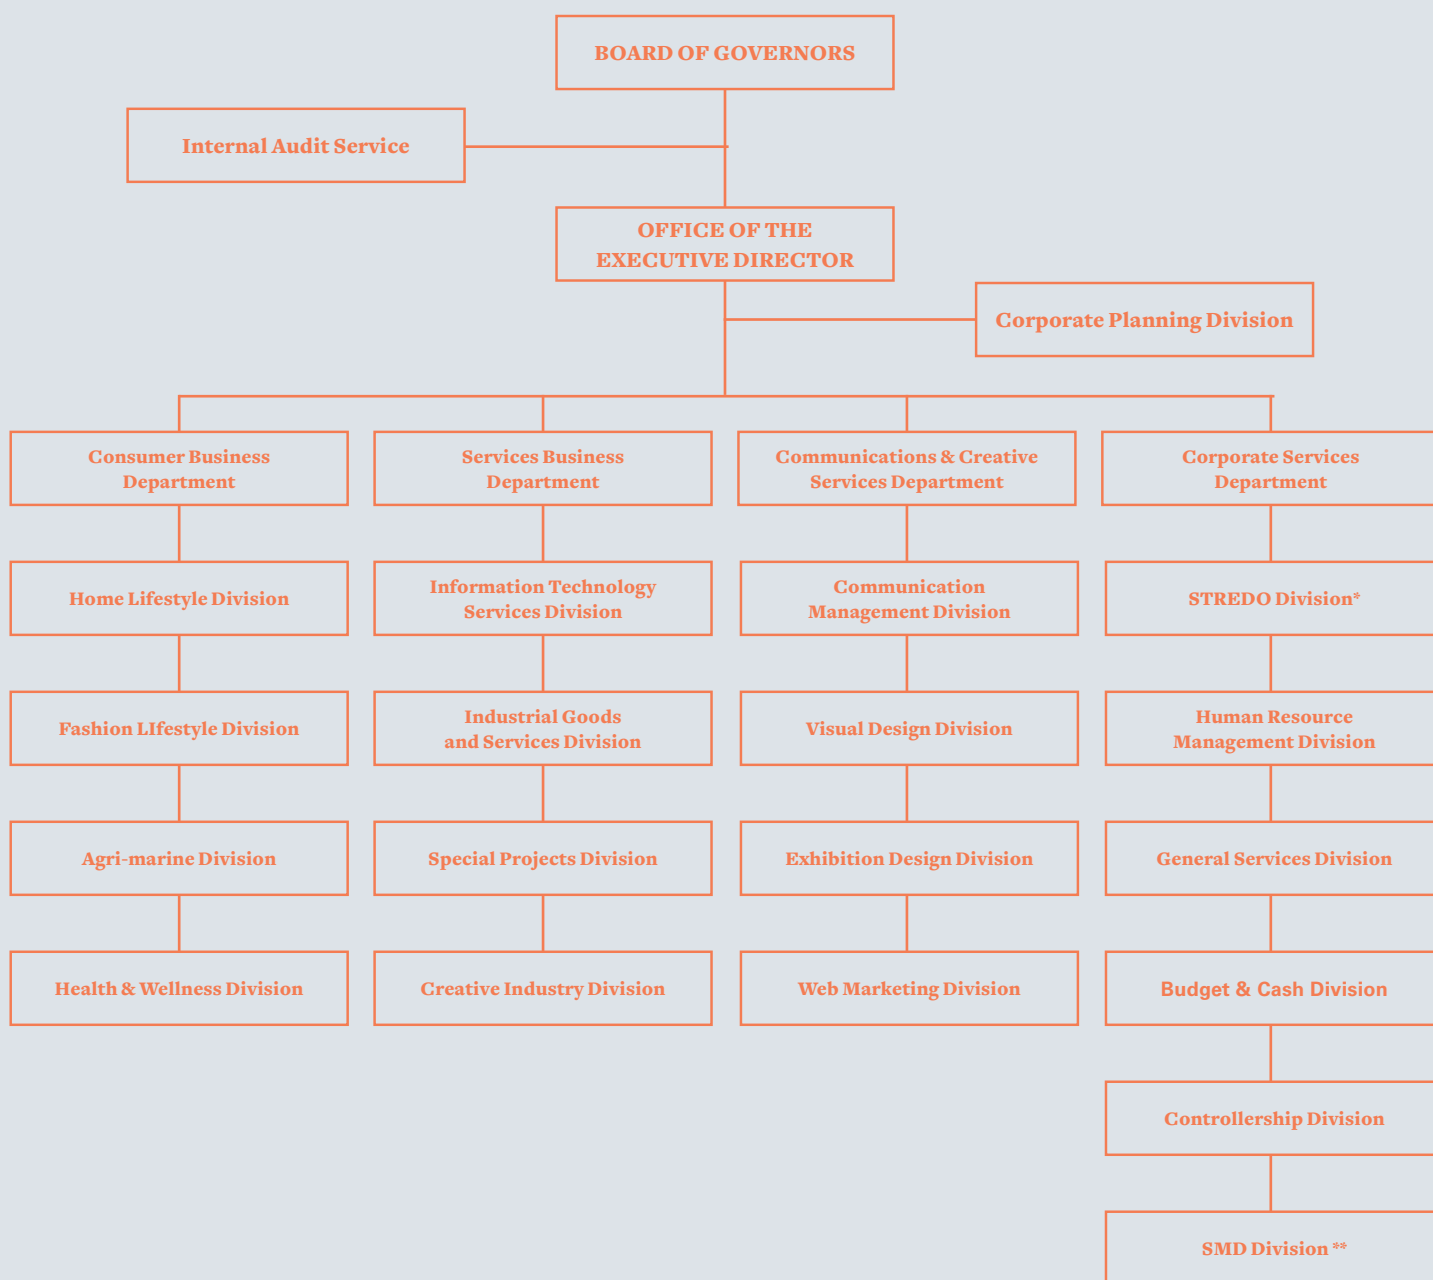 BOARD OF GOVERNORS
Internal Audit Service
OFFICE OF THE
EXECUTIVE DIRECTOR
Corporate Planning Division
Consumer Business
Department
Home Lifestyle Division
Fashion LIfestyle Division
Agri-marine Division
Health & Wellness Division
Services Business
Department
Information Technology
Services Division
Industrial Goods
and Services Division
Special Projects Division
Creative Industry Division
Communications & Creative
Services Department
Communication
Management Division
Visual Design Division
Exhibition Design Division
Web Marketing Division
Corporate Services
Department
STREDO Division*
Human Resource
Management Division
General Services Division
Budget & Cash Division
Controllership Division
SMD Division **